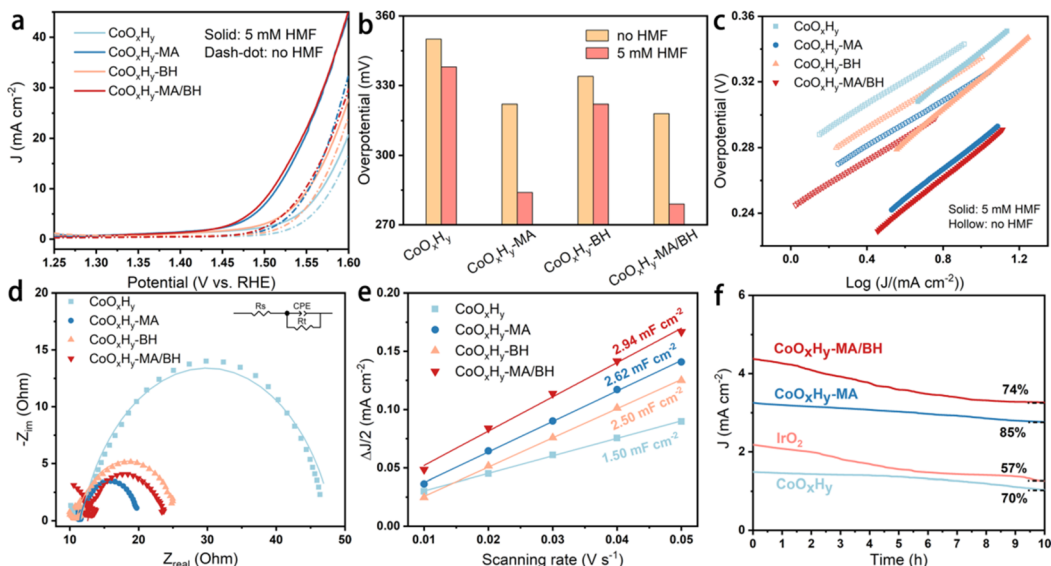 a
CoOxHy
CoOxHy-MA
CoOxHy-BH
CoOxHy-MA/BH
Solid: 5 mM HMF
Dash-dot: no HMF
J (mA cm⁻²)
40
30
20
10
0
1.25 1.30 1.35 1.40 1.45 1.50 1.55 1.60
Potential (V vs. RHE)
b
no HMF
5 mM HMF
Overpotential (mV)
360
330
300
270
CoOxHy
CoOxHy-MA
CoOxHy-BH
CoOxHy-MA/BH
c
CoOxHy
CoOxHy-MA
CoOxHy-BH
CoOxHy-MA/BH
Overpotential (V)
0.36
0.32
0.28
0.24
Solid: 5 mM HMF
Hollow: no HMF
0.0 0.4 0.8 1.2 1.6
Log (J/(mA cm⁻²))
d
CoOxHy
CoOxHy-MA
CoOxHy-BH
CoOxHy-MA/BH
Rs
CPE
Rt
-Zim (Ohm)
-20
-15
-10
-5
0
10 15 20 25 30 35 40 45 50
Zreal (Ohm)
e
CoOxHy
CoOxHy-MA
CoOxHy-BH
CoOxHy-MA/BH
2.94 mF cm⁻²
2.62 mF cm⁻²
2.50 mF cm⁻²
1.50 mF cm⁻²
ΔJ/2 (mA cm⁻²)
0.20
0.15
0.10
0.05
0.00
0.01 0.02 0.03 0.04 0.05
Scanning rate (V s⁻¹)
f
CoOxHy-MA/BH
74%
CoOxHy-MA
85%
IrO₂
57%
CoOxHy
70%
J (mA cm⁻²)
6
4
2
0
0 1 2 3 4 5 6 7 8 9 10
Time (h)